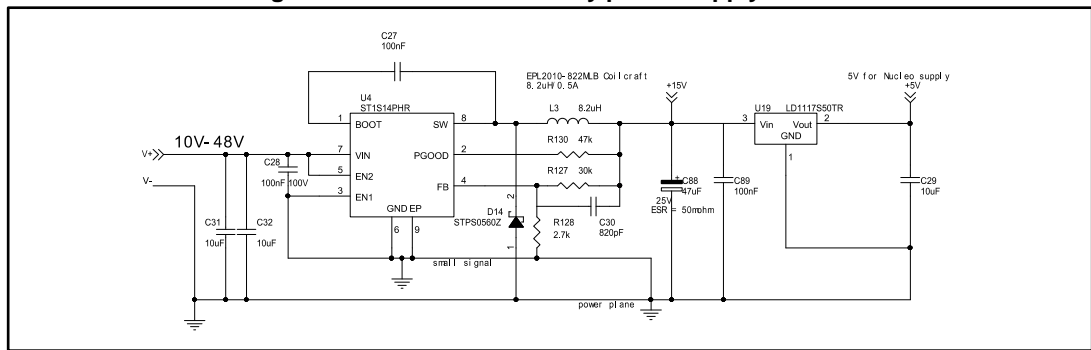 C27
100nF
EPL2010-822MLB Coilcraft
8.2uH/0.5A
+15V
5V for Nucleo supply
+5V
U4
ST1S14PHR
L3 8.2uH
U19 LD1117S50TR
1 BOOT SW 8
3 Vin Vout 2
GND
1
10V-48V
V+
C28
100nF 100V
7 VIN PGOOD 2
R130 47k
5 EN2
R127 30k
3 EN1 FB 4
V-
GND EP
6 9
C31
10uF
C32
10uF
D14
STPS0560Z
2
1
R128
2.7k
C30
820pF
+
C88
47uF
25V
ESR = 50mohm
C89
100nF
C29
10uF
small signal
power plane